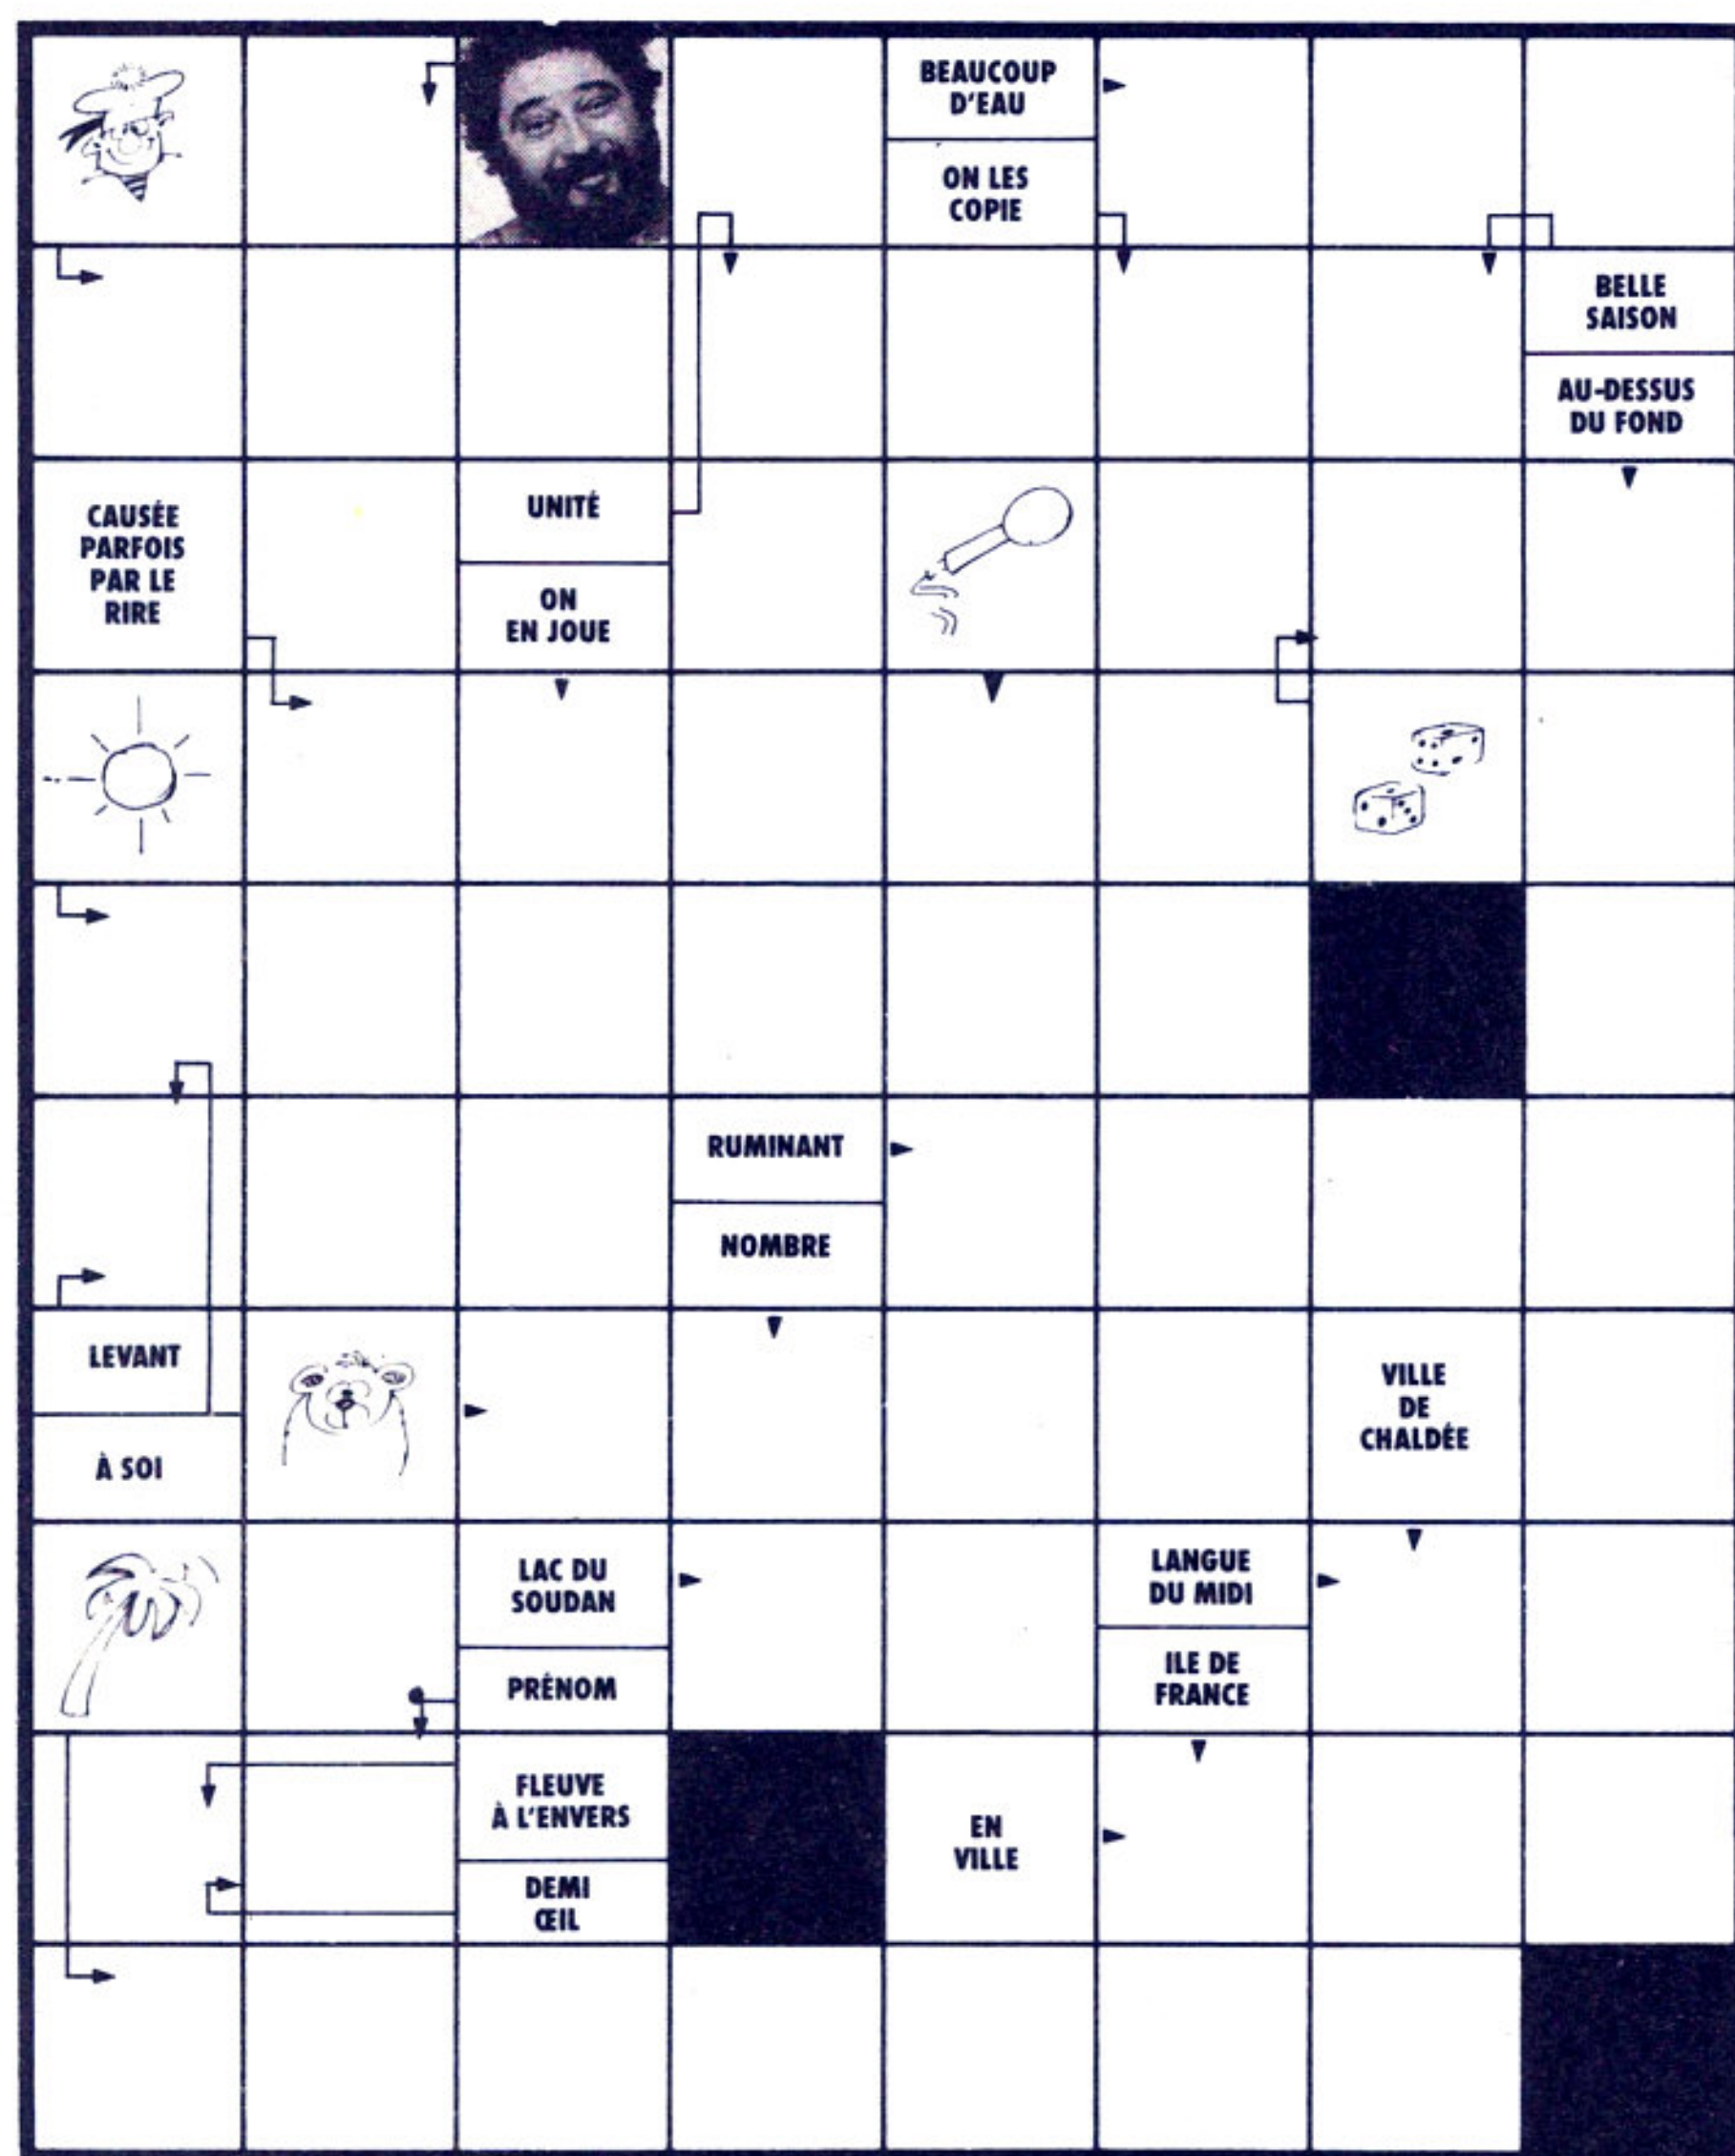 BEAUCOUP
D'EAU
ON LES
COPIE
BELLE
SAISON
AU-DESSUS
DU FOND
CAUSÉE
PARFOIS
PAR LE
RIRE
UNITÉ
ON
EN JOUE
RUMINANT
NOMBRE
LEVANT
À SOI
VILLE
DE
CHALDÉE
LAC DU
SOUDAN
PRÉNOM
LANGUE
DU MIDI
ILE DE
FRANCE
FLEUVE
À L'ENVERS
DEMI
ŒIL
EN
VILLE